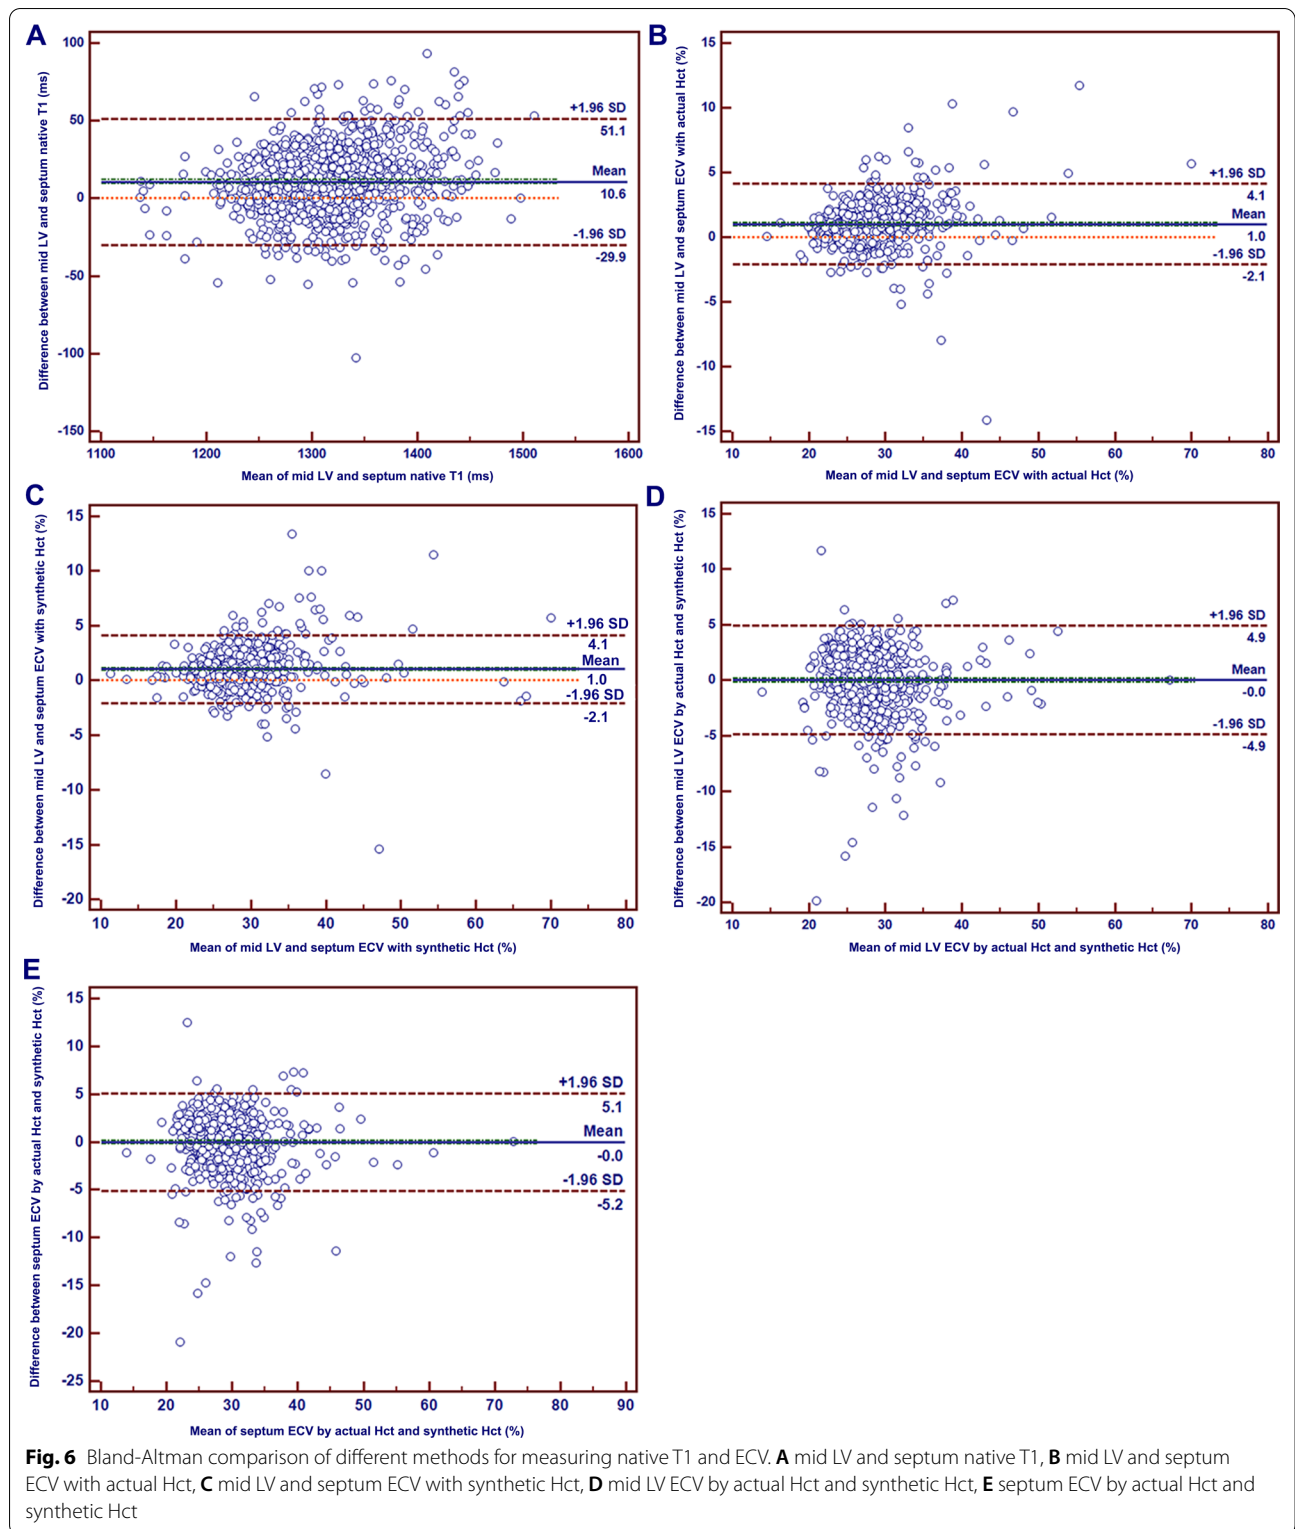 A
Difference between mid LV and septum native T1 (ms)
100
50
0
-50
-100
-150
+1.96 SD
51.1
Mean
10.6
-1.96 SD
-29.9
1100 1200 1300 1400 1500 1600
Mean of mid LV and septum native T1 (ms)
B
Difference between mid LV and septum ECV with actual Hct (%)
15
10
5
0
-5
-10
-15
+1.96 SD
4.1
Mean
1.0
-1.96 SD
-2.1
10 20 30 40 50 60 70 80
Mean of mid LV and septum ECV with actual Hct (%)
C
Difference between mid LV and septum ECV with synthetic Hct (%)
15
10
5
0
-5
-10
-15
-20
+1.96 SD
4.1
Mean
1.0
-1.96 SD
-2.1
10 20 30 40 50 60 70 80
Mean of mid LV and septum ECV with synthetic Hct (%)
D
Difference between mid LV ECV by actual Hct and synthetic Hct (%)
15
10
5
0
-5
-10
-15
-20
+1.96 SD
4.9
Mean
-0.0
-1.96 SD
-4.9
10 20 30 40 50 60 70 80
Mean of mid LV ECV by actual Hct and synthetic Hct (%)
E
Difference between septum ECV by actual Hct and synthetic Hct (%)
15
10
5
0
-5
-10
-15
-20
-25
+1.96 SD
5.1
Mean
-0.0
-1.96 SD
-5.2
10 20 30 40 50 60 70 80 90
Mean of septum ECV by actual Hct and synthetic Hct (%)
Fig. 6 Bland-Altman comparison of different methods for measuring native T1 and ECV. A mid LV and septum native T1, B mid LV and septum
ECV with actual Hct, C mid LV and septum ECV with synthetic Hct, D mid LV ECV by actual Hct and synthetic Hct, E septum ECV by actual Hct and
synthetic Hct